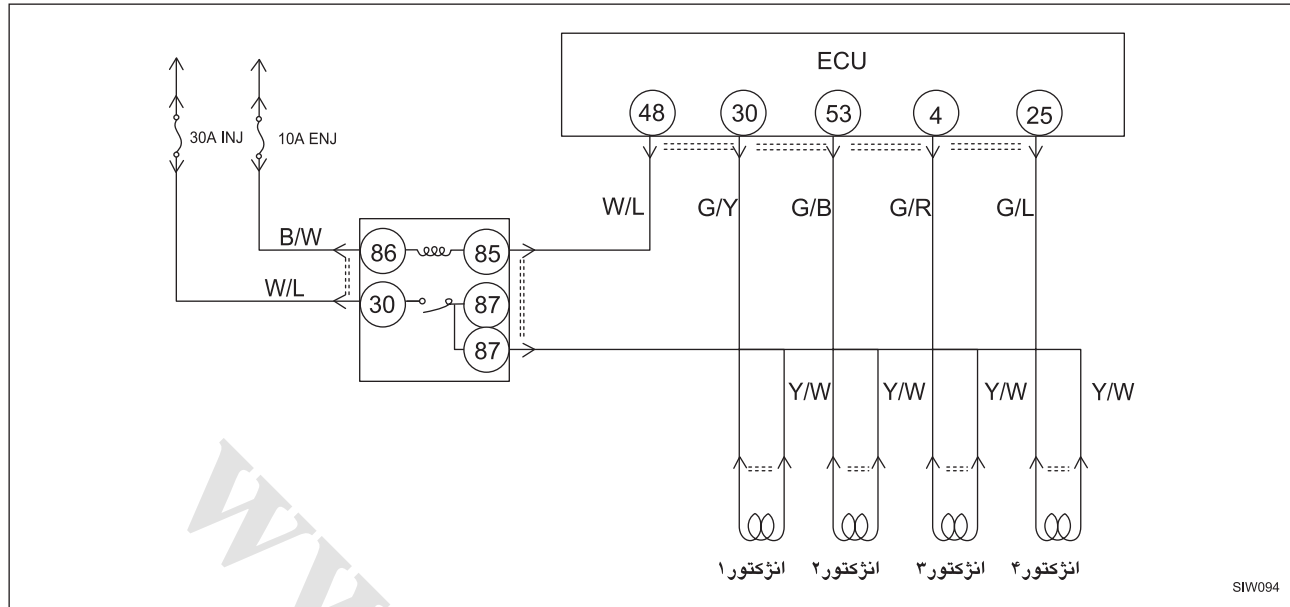 ECU
48 30 53 4 25
30A INJ 10A ENJ
W/L G/Y G/B G/R G/L
B/W
86 85
W/L
30 87
87
Y/W Y/W Y/W Y/W
انژکتور۱ انژکتور۲ انژکتور۳ انژکتور۴
SIW094